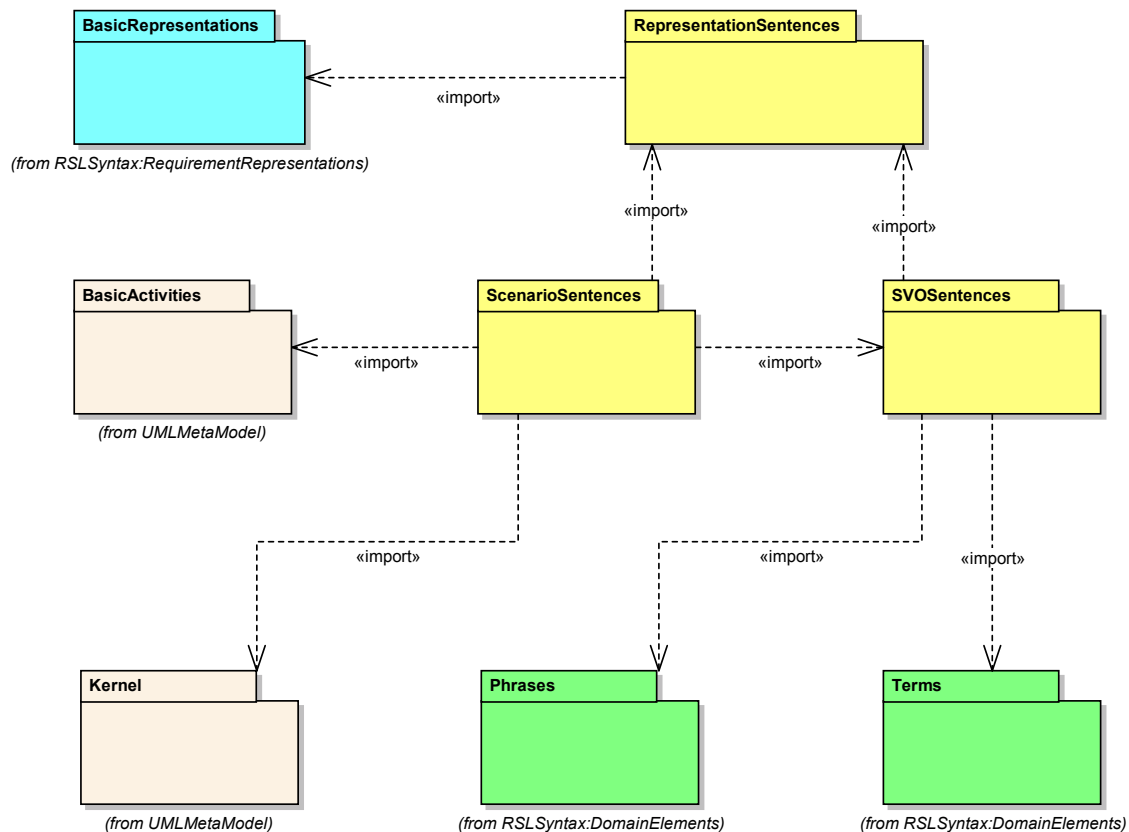 BasicRepresentations
RepresentationSentences
«import»
(from RSLSyntax:RequirementRepresentations)
«import»
«import»
BasicActivities
ScenarioSentences
SVOSentences
«import»
«import»
(from UMLMetaModel)
«import»
«import»
«import»
Kernel
Phrases
Terms
(from UMLMetaModel)
(from RSLSyntax:DomainElements)
(from RSLSyntax:DomainElements)